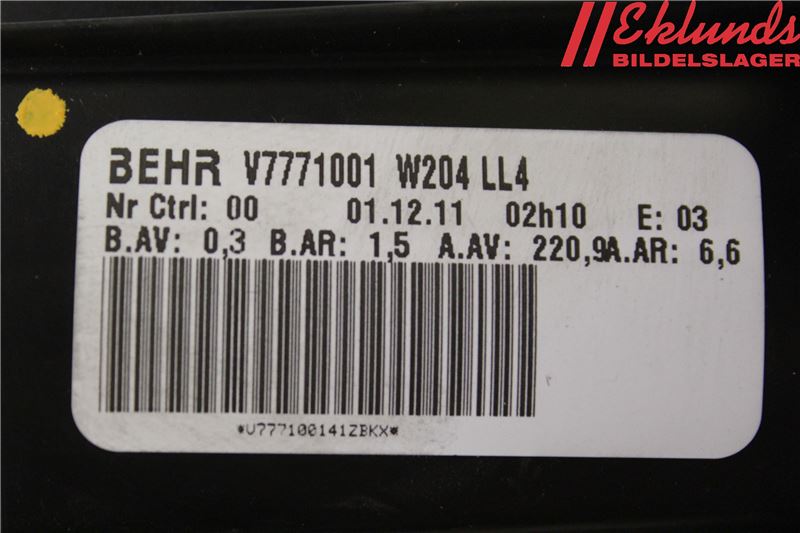 Eklunds
BILDELSLAGER
BEHR V7771001 W204 LL4
Nr Ctrl: 00 01.12.11 02h10 E: 03
B.AV: 0,3 B.AR: 1,5 A.AV: 220,9A.AR: 6,6
*V777100141ZBKX*